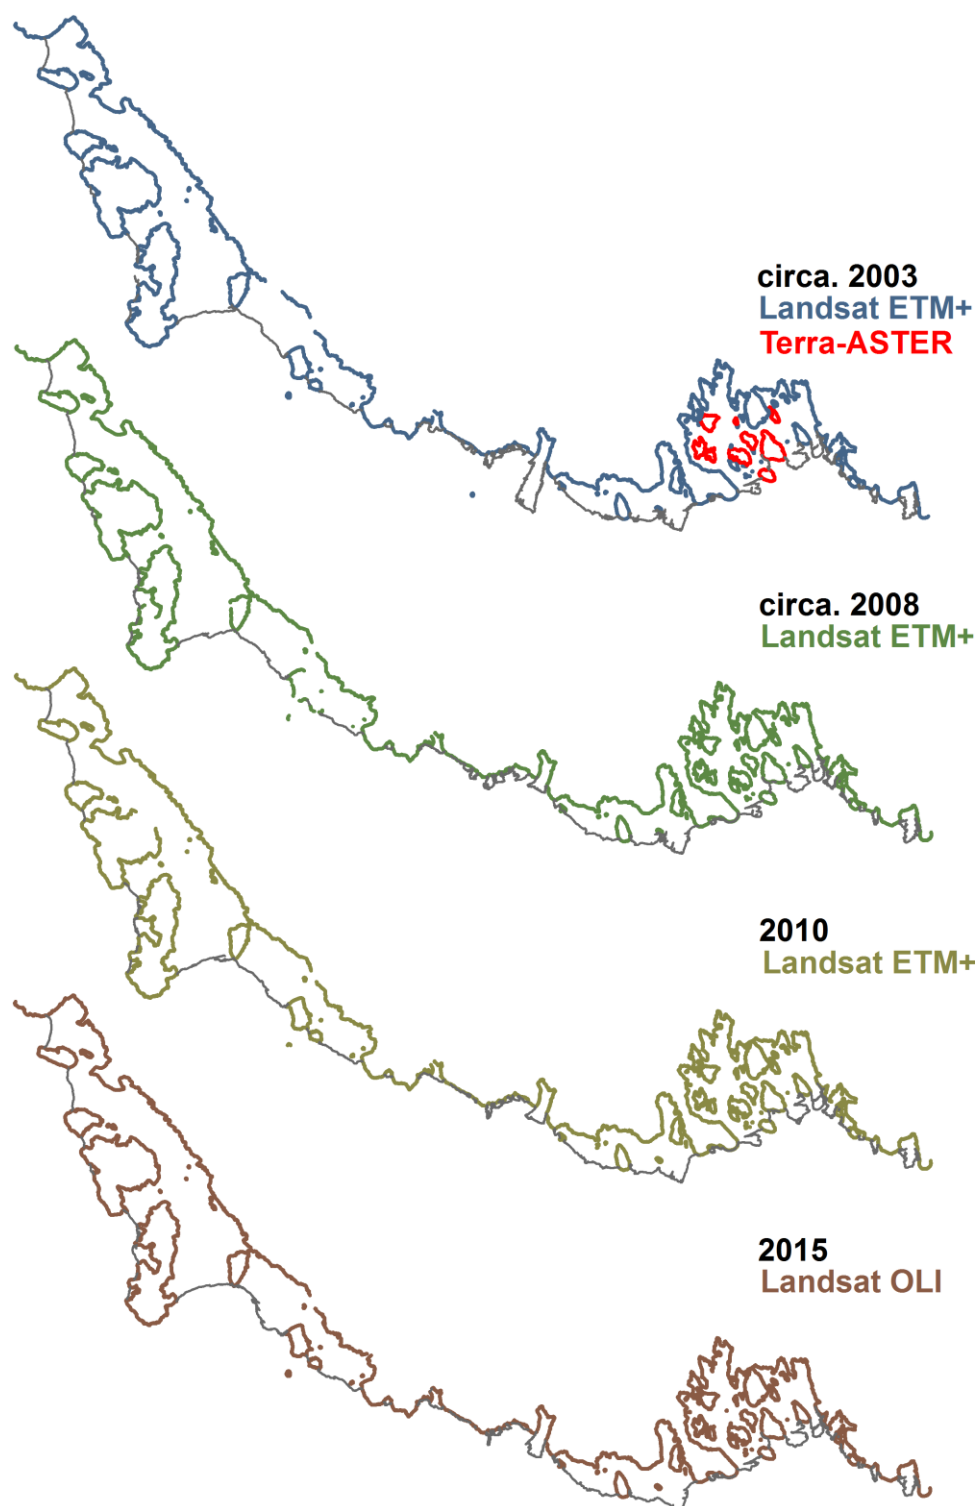 circa. 2003
Landsat ETM+
Terra-ASTER
circa. 2008
Landsat ETM+
2010
Landsat ETM+
2015
Landsat OLI